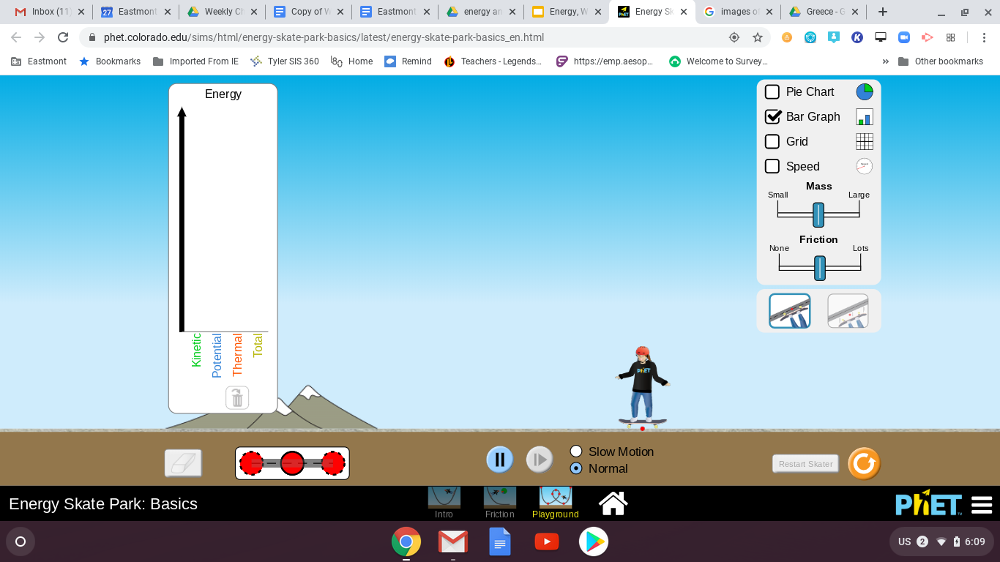 Inbox (11
27
Eastmont
Weekly Ch
Copy of W
Eastmont
energy an
Energy, W
Energy Sk
images of
Greece - G
phet.colorado.edu/sims/html/energy-skate-park-basics/latest/energy-skate-park-basics_en.html
K
Eastmont
Bookmarks
Imported From IE
Tyler SIS 360
Home
Remind
Teachers - Legends...
https://emp.aesop...
Welcome to Survey...
»
Other bookmarks
Energy
Kinetic
Potential
Thermal
Total
Pie Chart
Bar Graph
Grid
Speed
Mass
Small
Large
Friction
None
Lots
PhET
Slow Motion
Normal
Restart Skater
Energy Skate Park: Basics
Intro
Friction
Playground
PhET
US
2
6:09